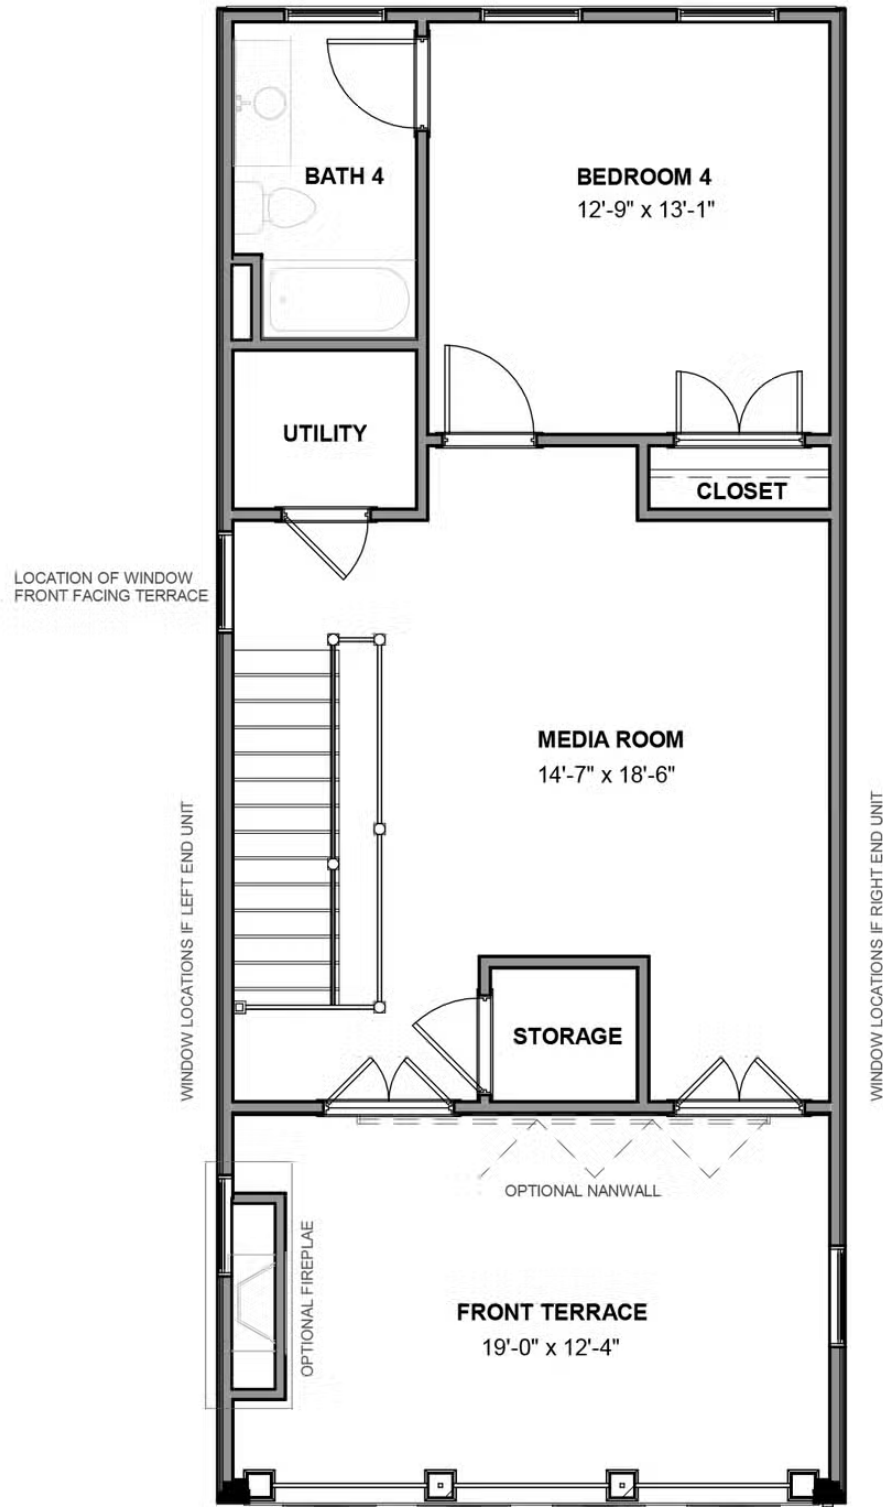 BATH 4
BEDROOM 4
12'-9" x 13'-1"
UTILITY
CLOSET
LOCATION OF WINDOW
FRONT FACING TERRACE
MEDIA ROOM
14'-7" x 18'-6"
WINDOW LOCATIONS IF LEFT END UNIT
WINDOW LOCATIONS IF RIGHT END UNIT
STORAGE
OPTIONAL NANWALL
OPTIONAL FIREPLAE
FRONT TERRACE
19'-0" x 12'-4"